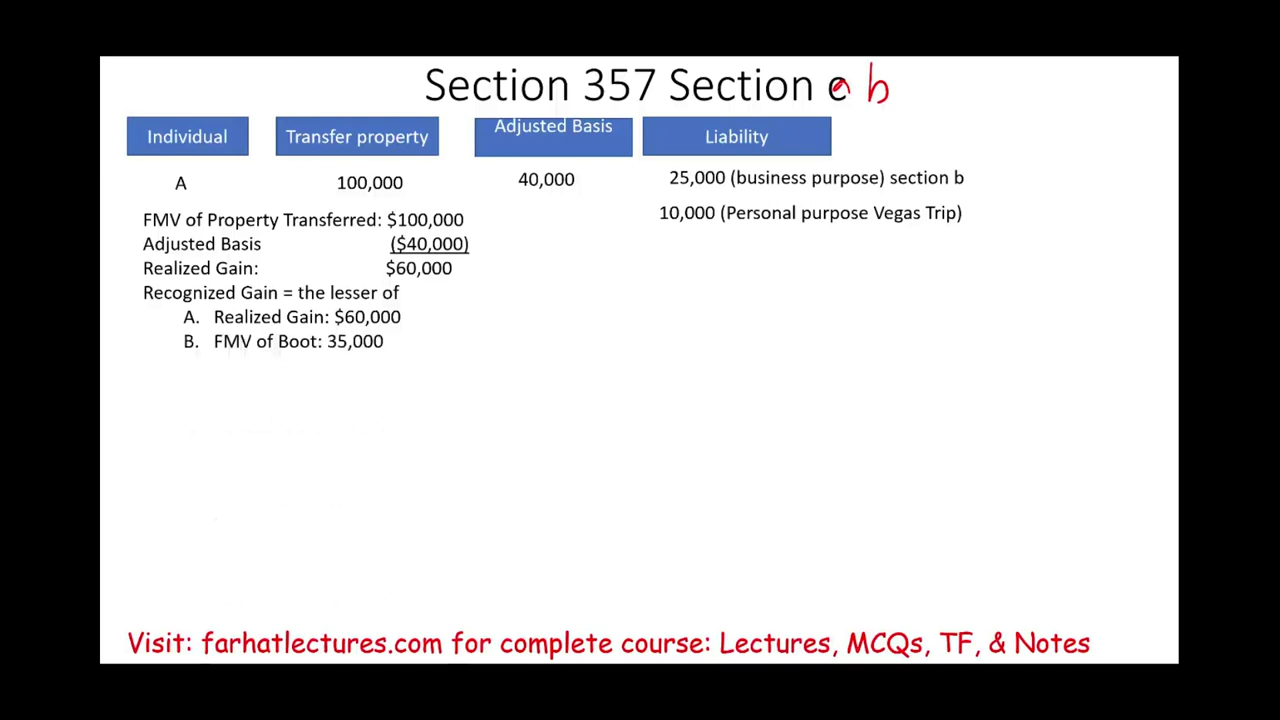 Section 357 Section c b
Individual Transfer property Adjusted Basis Liability
A 100,000 40,000 25,000 (business purpose) section b
10,000 (Personal purpose Vegas Trip)
FMV of Property Transferred: $100,000
Adjusted Basis ($40,000)
Realized Gain: $60,000
Recognized Gain = the lesser of
A. Realized Gain: $60,000
B. FMV of Boot: 35,000
Visit: farhatlectures.com for complete course: Lectures, MCQs, TF, & Notes